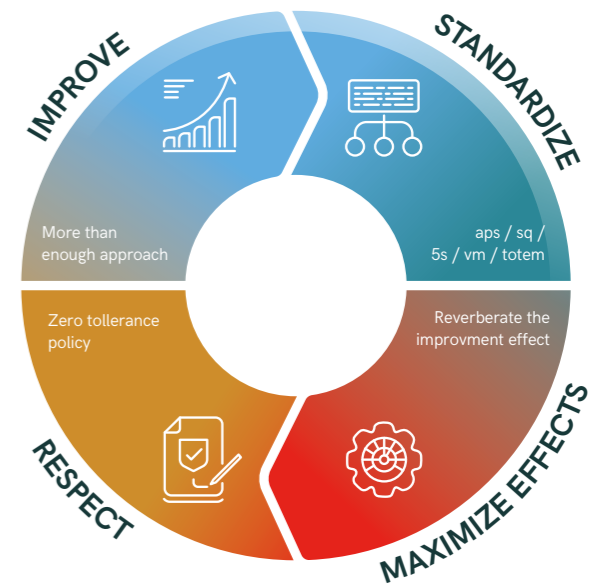 IMPROVE
STANDARDIZE
More than
enough approach
aps / sq /
5s / vm / totem
Zero tollerance
policy
Reverberate the
improvment effect
RESPECT
MAXIMIZE EFFECTS